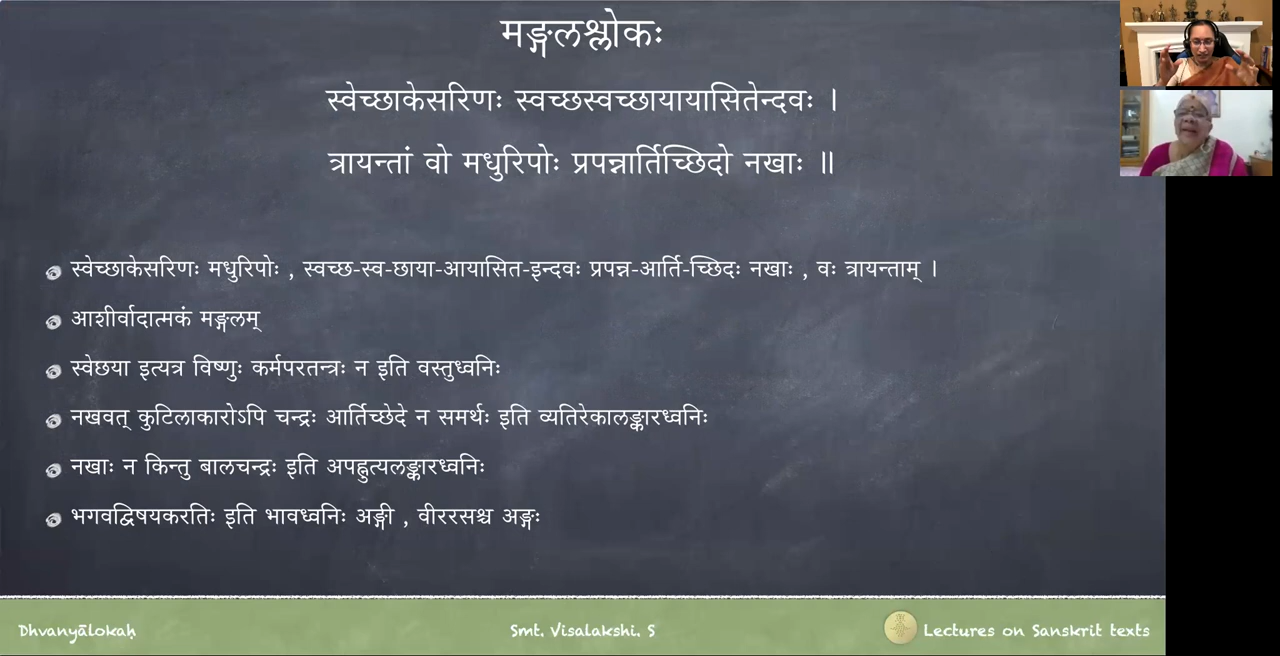 मङ्गलश्लोकः
स्वेच्छाकेसरिणः स्वच्छस्वच्छायायासितेन्दवः ।
त्रायन्तां वो मधुरिपोः प्रपन्नार्तिच्छिदो नखाः ॥
स्वेच्छाकेसरिणः मधुरिपोः , स्वच्छ-स्व-छाया-आयासित-इन्दवः प्रपन्न-आर्ति-च्छिदः नखाः , वः त्रायन्ताम् ।
आशीर्वादात्मकं मङ्गलम्
स्वेछया इत्यत्र विष्णुः कर्मपरतन्त्रः न इति वस्तुध्वनिः
नखवत् कुटिलाकारोऽपि चन्द्रः आर्तिच्छेदे न समर्थः इति व्यतिरेकालङ्कारध्वनिः
नखाः न किन्तु बालचन्द्रः इति अपह्नुत्यलङ्कारध्वनिः
भगवद्विषयकरतिः इति भावध्वनिः अङ्गी , वीररसश्च अङ्गः
Dhvanyālokaḥ
Smt. Visalakshi. S
Lectures on Sanskrit texts